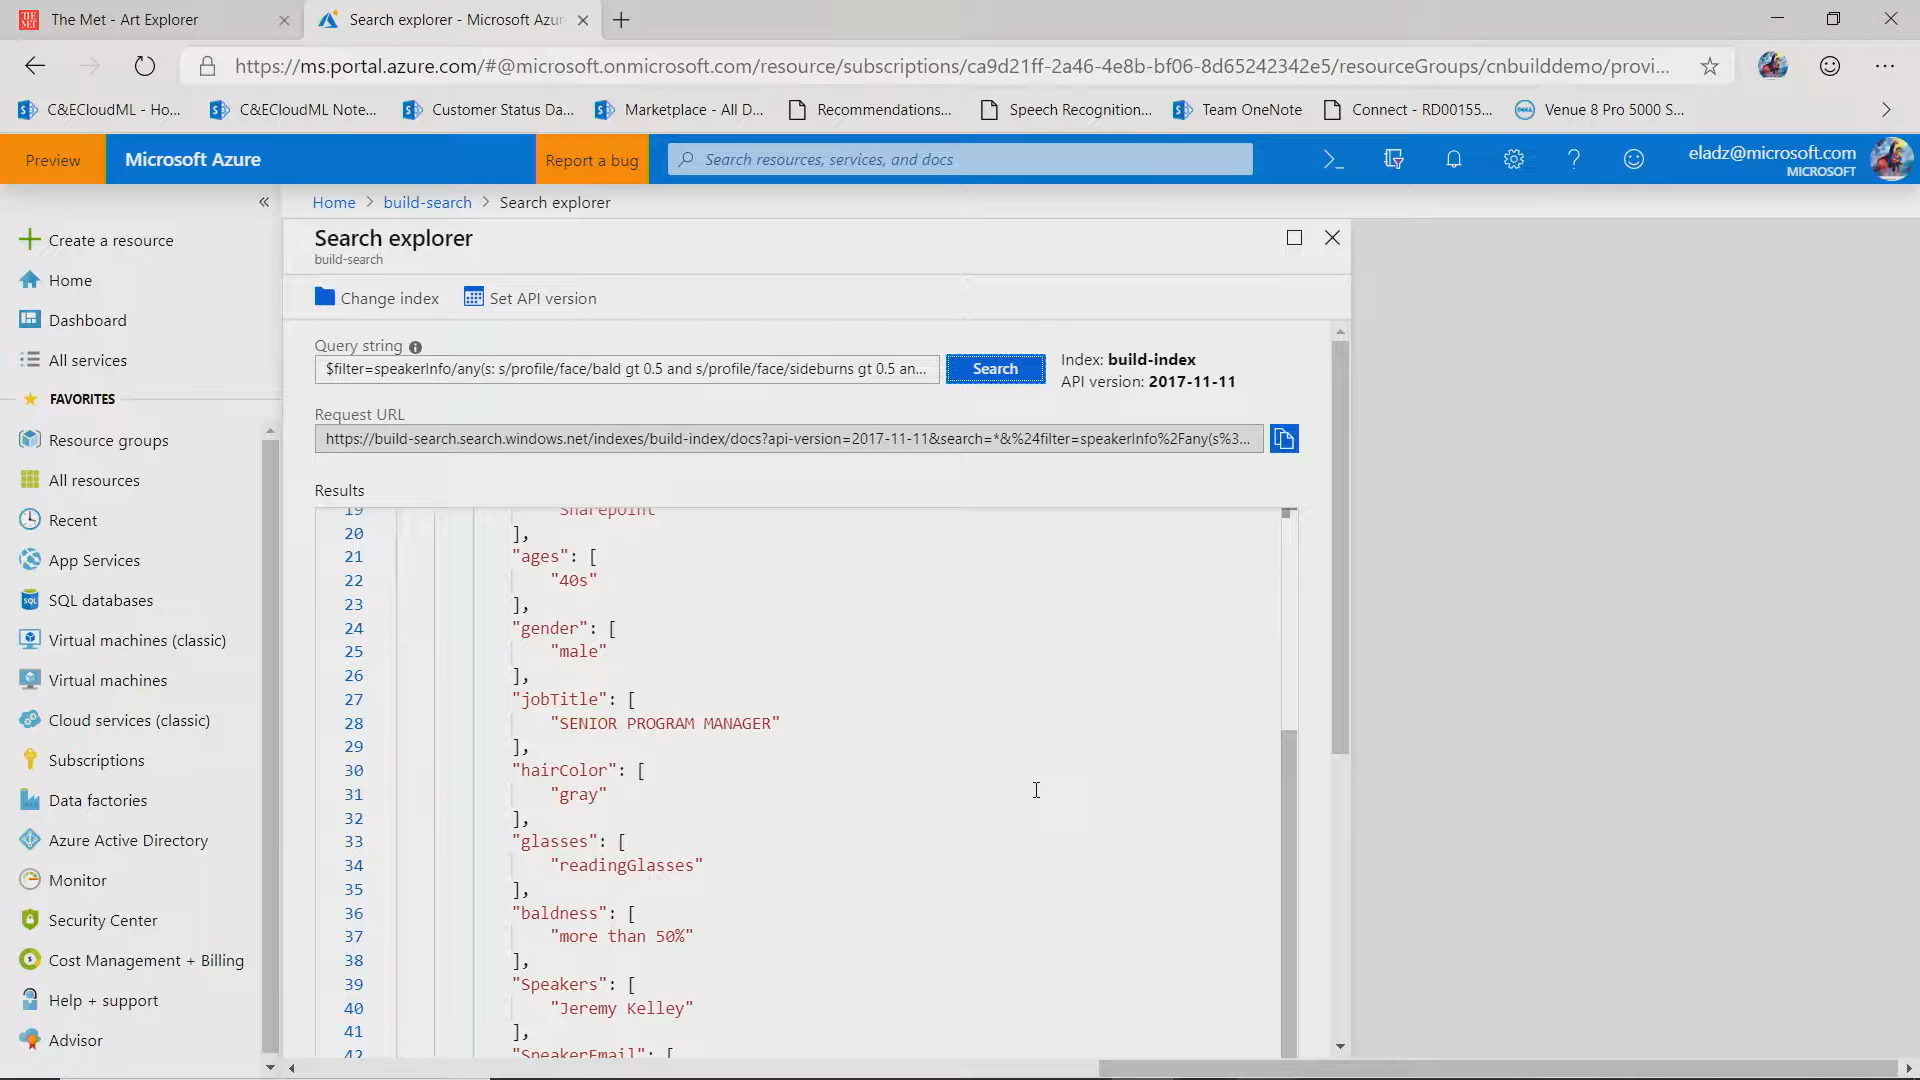 The Met - Art Explorer
Search explorer - Microsoft Azur
https://ms.portal.azure.com/#@microsoft.onmicrosoft.com/resource/subscriptions/ca9d21ff-2a46-4e8b-bf06-8d65242342e5/resourceGroups/cnbuilddemo/provi...
C&ECloudML - Ho...
C&ECloudML Note...
Customer Status Da...
Marketplace - All D...
Recommendations...
Speech Recognition...
Team OneNote
Connect - RD00155...
Venue 8 Pro 5000 S...
Preview
Microsoft Azure
Report a bug
Search resources, services, and docs
eladz@microsoft.com
MICROSOFT
Home > build-search > Search explorer
Create a resource
Home
Dashboard
All services
FAVORITES
Resource groups
All resources
Recent
App Services
SQL databases
Virtual machines (classic)
Virtual machines
Cloud services (classic)
Subscriptions
Data factories
Azure Active Directory
Monitor
Security Center
Cost Management + Billing
Help + support
Advisor
Search explorer
build-search
Change index
Set API version
Query string
$filter=speakerInfo/any(s: s/profile/face/bald gt 0.5 and s/profile/face/sideburns gt 0.5 an...
Search
Index: build-index
API version: 2017-11-11
Request URL
https://build-search.search.windows.net/indexes/build-index/docs?api-version=2017-11-11&search=*&%24filter=speakerInfo%2Fany(s%3...
Results
19 Sharepoint
20 ],
21 "ages": [
22 "40s"
23 ],
24 "gender": [
25 "male"
26 ],
27 "jobTitle": [
28 "SENIOR PROGRAM MANAGER"
29 ],
30 "hairColor": [
31 "gray"
32 ],
33 "glasses": [
34 "readingGlasses"
35 ],
36 "baldness": [
37 "more than 50%"
38 ],
39 "Speakers": [
40 "Jeremy Kelley"
41 ],
42 "SpeakerEmail": [